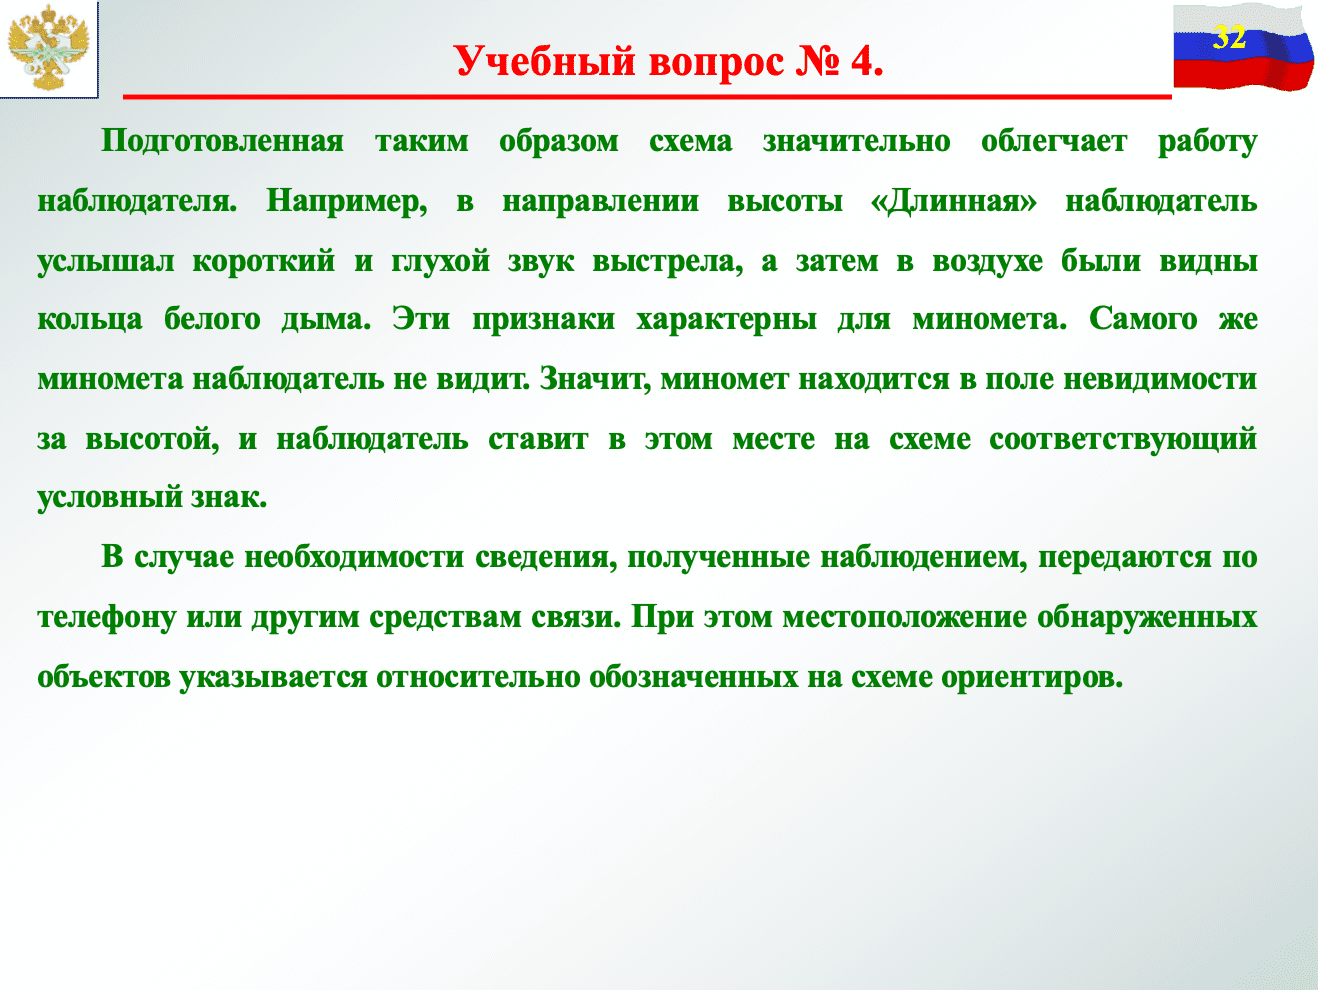 32
Учебный вопрос № 4.
Подготовленная таким образом схема значительно облегчает работу
наблюдателя. Например, в направлении высоты «Длинная» наблюдатель
услышал короткий и глухой звук выстрела, а затем в воздухе были видны
кольца белого дыма. Эти признаки характерны для миномета. Самого же
миномета наблюдатель не видит. Значит, миномет находится в поле невидимости
за высотой, и наблюдатель ставит в этом месте на схеме соответствующий
условный знак.
В случае необходимости сведения, полученные наблюдением, передаются по
телефону или другим средствам связи. При этом местоположение обнаруженных
объектов указывается относительно обозначенных на схеме ориентиров.